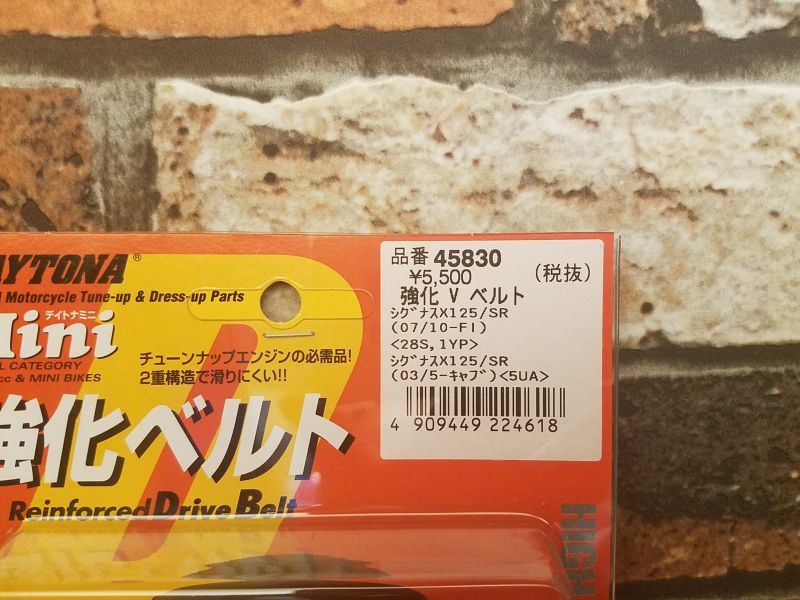 AYTONA®
Motorcycle Tune-up & Dress-up Parts
デイトナミニ
Mini
CATEGORY
cc & MINI BIKES
チューンナップエンジンの必需品!
2重構造で滑りにくい!!
強化ベルト
Reinforced Drive Belt
品番 45830
¥5,500 (税抜)
強化 V ベルト
シグナスX125/SR
(07/10-FI)
<28S,1YP>
シグナスX125/SR
(03/5-キャブ)<5UA>
4 909449 224618
HIGH